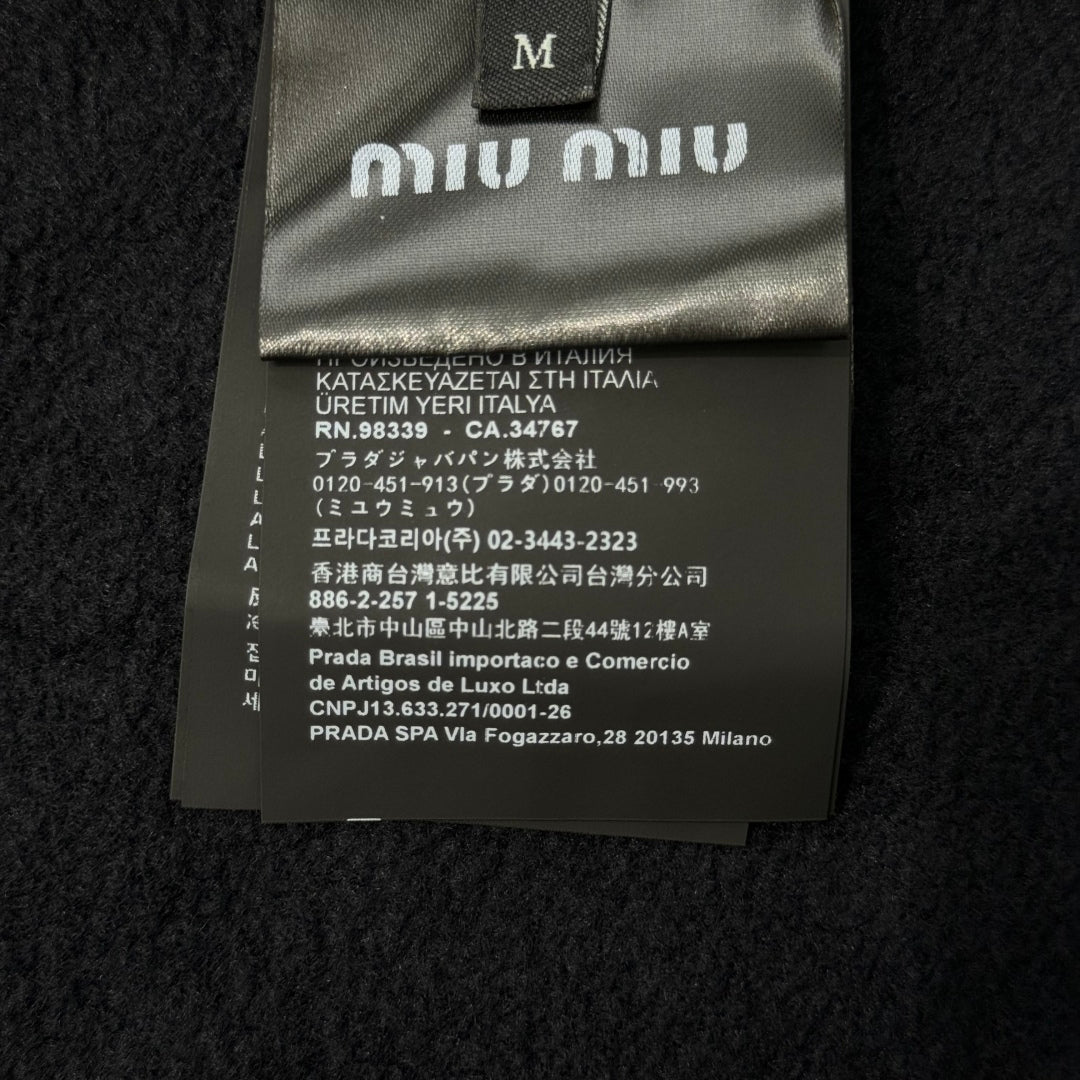 M
miu miu
ПРОИЗВЕДЕНО В ИТАЛИЯ
ΚΑΤΑΣΚΕΥΑΖΕΤΑΙ ΣΤΗ ΙΤΑΛΙΑ
ÜRETIM YERI ITALYA
RN.98339 - CA.34767
プラダジャバパン株式会社
0120-451-913(プラダ)0120-451-993
(ミユウミュウ)
프라다코리아(주) 02-3443-2323
香港商台灣意比有限公司台灣分公司
886-2-257 1-5225
臺北市中山區中山北路二段44號12樓A室
Prada Brasil importaco e Comercio
de Artigos de Luxo Ltda
CNPJ13.633.271/0001-26
PRADA SPA VIa Fogazzaro,28 20135 Milano